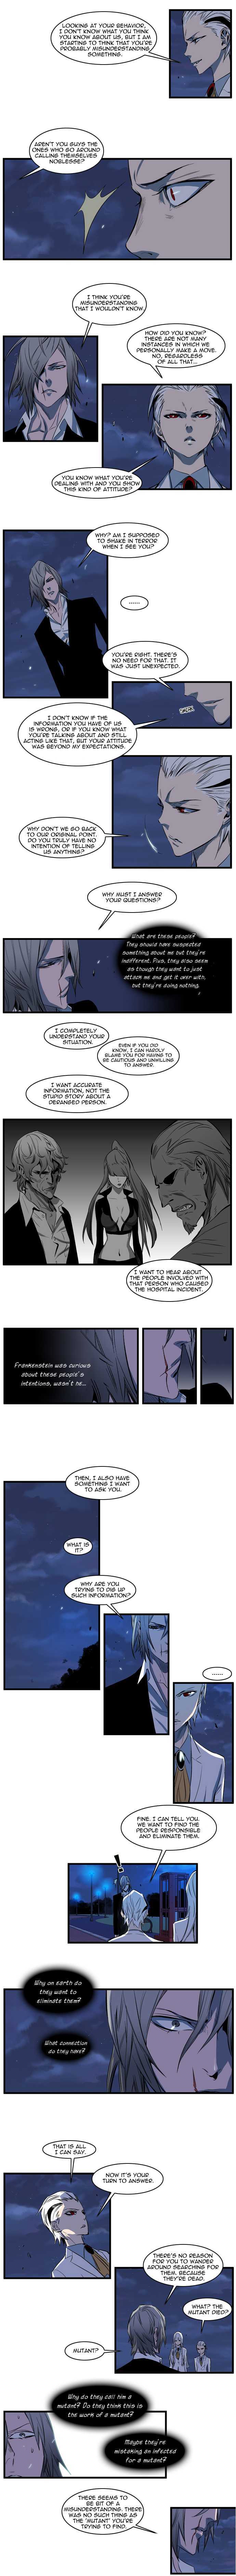 LOOKING AT YOUR BEHAVIOR,
I DON'T KNOW WHAT YOU THINK
YOU KNOW ABOUT US, BUT I AM
STARTING TO THINK THAT YOU'RE
PROBABLY MISUNDERSTANDING
SOMETHING.
AREN'T YOU GUYS THE
ONES WHO GO AROUND
CALLING THEMSELVES
NOBLESSE?
I THINK YOU'RE
MISUNDERSTANDING
THAT I WOULDN'T KNOW.
HOW DID YOU KNOW?
THERE ARE NOT MANY
INSTANCES IN WHICH WE
PERSONALLY MAKE A MOVE.
NO, REGARDLESS
OF ALL THAT...
YOU KNOW WHAT YOU'RE
DEALING WITH AND YOU SHOW
THIS KIND OF ATTITUDE?
WHY? AM I SUPPOSED
TO SHAKE IN TERROR
WHEN I SEE YOU?
......
YOU'RE RIGHT. THERE'S
NO NEED FOR THAT. IT
WAS JUST UNEXPECTED.
I DON'T KNOW IF THE
INFORMATION YOU HAVE OF US
IS WRONG, OR IF YOU KNOW WHAT
YOU'RE TALKING ABOUT AND STILL
ACTING LIKE THAT, BUT YOUR ATTITUDE
WAS BEYOND MY EXPECTATIONS.
WHY DON'T WE GO BACK
TO OUR ORIGINAL POINT.
DO YOU TRULY HAVE NO
INTENTION OF TELLING
US ANYTHING?
WHY MUST I ANSWER
YOUR QUESTIONS?
What are these people?
They should have suspected
something about me but they're
indifferent. Plus, they also seem
as though they want to just
attack me and get it over with,
but they're doing nothing.
I COMPLETELY
UNDERSTAND YOUR
SITUATION.
EVEN IF YOU DID
KNOW, I CAN HARDLY
BLAME YOU FOR HAVING TO
BE CAUTIOUS AND UNWILLING
TO ANSWER.
I WANT ACCURATE
INFORMATION, NOT THE
STUPID STORY ABOUT A
DERANGED PERSON.
I WANT TO HEAR ABOUT
THE PEOPLE INVOLVED WITH
THAT PERSON WHO CAUSED
THE HOSPITAL INCIDENT.
Frankenstein was curious
about these people's
intentions, wasn't he...
THEN, I ALSO HAVE
SOMETHING I WANT
TO ASK YOU.
WHAT IS
IT?
WHY ARE YOU
TRYING TO DIG UP
SUCH INFORMATION?
......
FINE. I CAN TELL YOU.
WE WANT TO FIND THE
PEOPLE RESPONSIBLE
AND ELIMINATE THEM.
!
Why on earth do
they want to
eliminate them?
What connection
do they have?
THAT IS ALL
I CAN SAY.
NOW IT'S YOUR
TURN TO ANSWER.
THERE'S NO REASON
FOR YOU TO WANDER
AROUND SEARCHING FOR
THEM. BECAUSE
THEY'RE DEAD.
WHAT? THE
MUTANT DIED?
MUTANT?
Why do they call him a
mutant? Do they think this is
the work of a mutant?
Maybe they're
mistaking an infected
for a mutant?
THERE SEEMS TO
BE BIT OF A
MISUNDERSTANDING. THERE
WAS NO SUCH THING AS
THE 'MUTANT' YOU'RE
TRYING TO FIND.